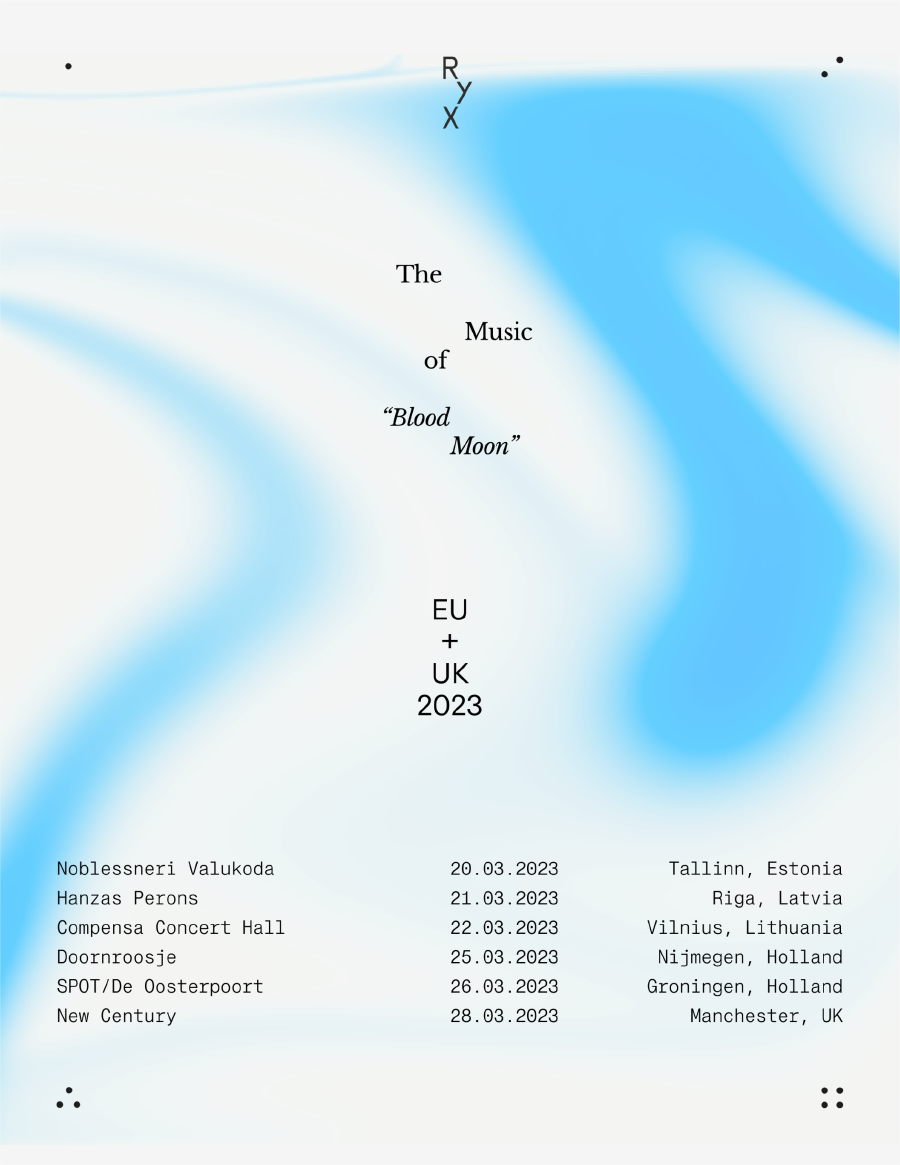 R
y
X
The
Music
of
“Blood
Moon”
EU
+
UK
2023
Noblessneri Valukoda 20.03.2023 Tallinn, Estonia
Hanzas Perons 21.03.2023 Riga, Latvia
Compensa Concert Hall 22.03.2023 Vilnius, Lithuania
Doornroosje 25.03.2023 Nijmegen, Holland
SPOT/De Oosterpoort 26.03.2023 Groningen, Holland
New Century 28.03.2023 Manchester, UK